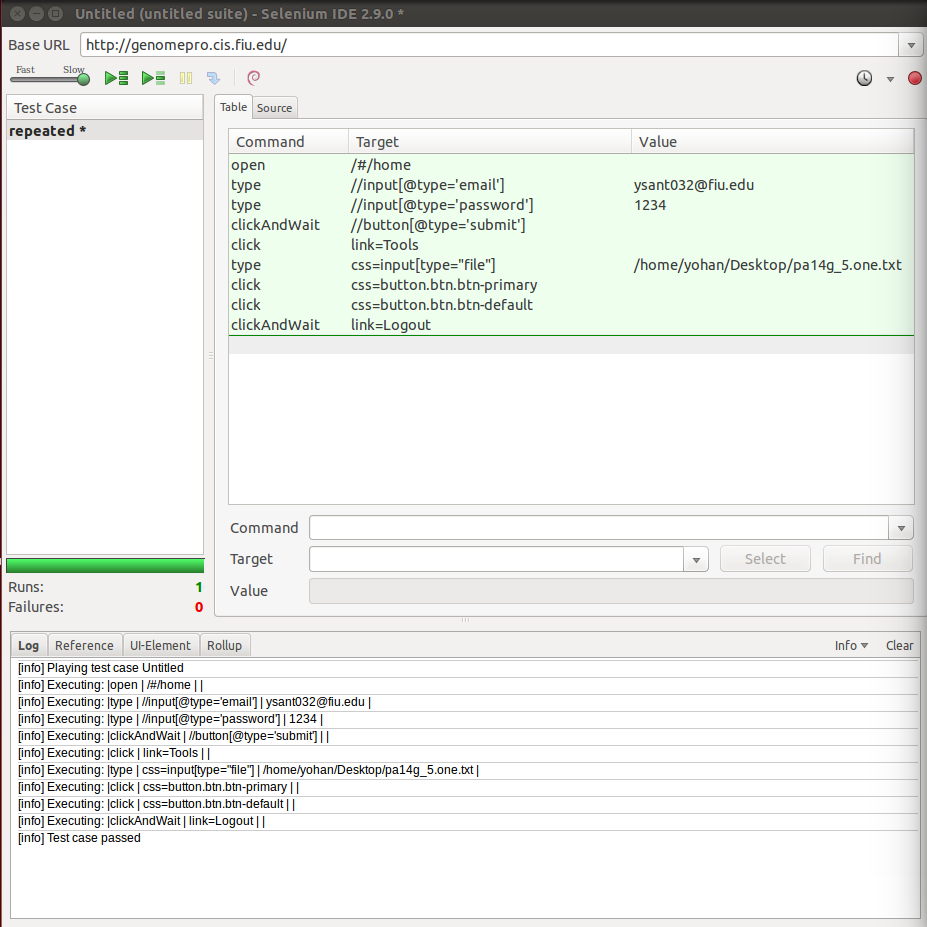 Untitled (untitled suite) - Selenium IDE 2.9.0 *
Base URL http://genomepro.cis.fiu.edu/
Fast Slow
Test Case
repeated *
Table Source
Command Target Value
open /#/home
type //input[@type='email'] ysant032@fiu.edu
type //input[@type='password'] 1234
clickAndWait //button[@type='submit']
click link=Tools
type css=input[type="file"] /home/yohan/Desktop/pa14g_5.one.txt
click css=button.btn.btn-primary
click css=button.btn.btn-default
clickAndWait link=Logout
Command
Target Select Find
Value
Runs: 1
Failures: 0
Log Reference UI-Element Rollup Info Clear
[info] Playing test case Untitled
[info] Executing: |open | /#/home | |
[info] Executing: |type | //input[@type='email'] | ysant032@fiu.edu |
[info] Executing: |type | //input[@type='password'] | 1234 |
[info] Executing: |clickAndWait | //button[@type='submit'] | |
[info] Executing: |click | link=Tools | |
[info] Executing: |type | css=input[type="file"] | /home/yohan/Desktop/pa14g_5.one.txt |
[info] Executing: |click | css=button.btn.btn-primary | |
[info] Executing: |click | css=button.btn.btn-default | |
[info] Executing: |clickAndWait | link=Logout | |
[info] Test case passed